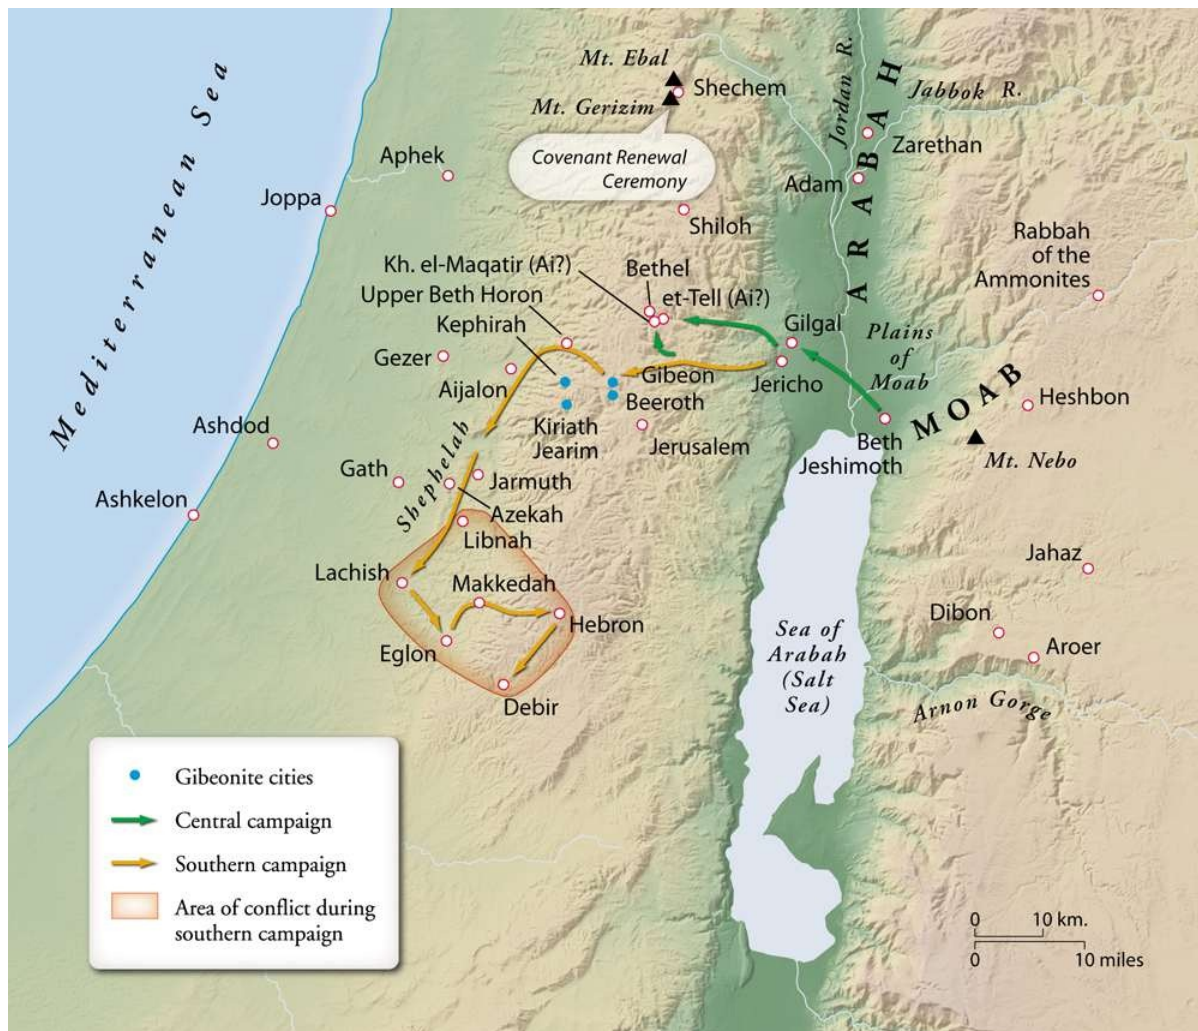 Mediterranean Sea
Mt. Ebal
Shechem
Mt. Gerizim
Covenant Renewal
Ceremony
Jordan R.
ARABAH
Jabbok R.
Zarethan
Adam
Aphek
Joppa
Shiloh
Rabbah
of the
Ammonites
Kh. el-Maqatir (Ai?)
Bethel
et-Tell (Ai?)
Upper Beth Horon
Kephirah
Gilgal
Plains
of
Moab
Gezer
Aijalon
Gibeon
Jericho
Beeroth
MOAB
Heshbon
Kiriath
Jearim
Jerusalem
Beth
Jeshimoth
Mt. Nebo
Ashdod
Shephelah
Gath
Jarmuth
Ashkelon
Azekah
Libnah
Lachish
Makkedah
Hebron
Eglon
Debir
Jahaz
Dibon
Aroer
Sea of
Arabah
(Salt
Sea)
Arnon Gorge
Gibeonite cities
Central campaign
Southern campaign
Area of conflict during
southern campaign
0 10 km.
0 10 miles